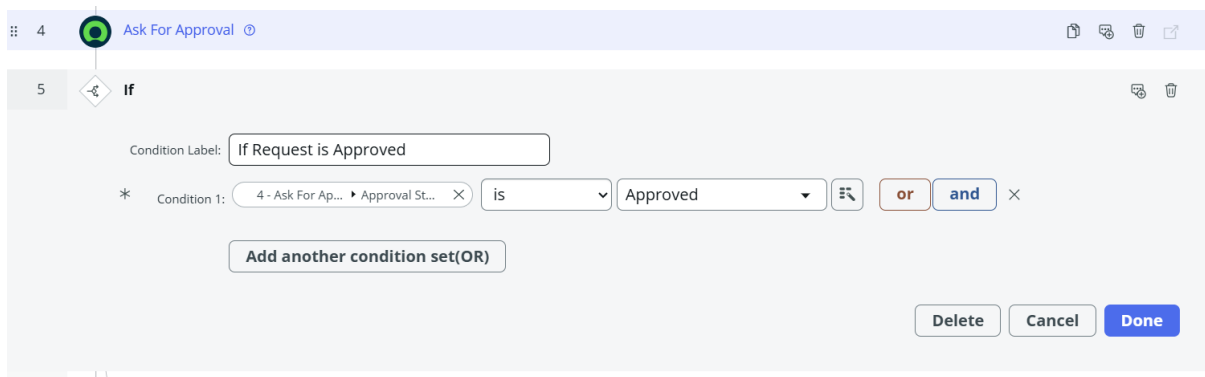 4 Ask For Approval
5 If
Condition Label: If Request is Approved
* Condition 1: 4 - Ask For Ap... Approval St... is Approved or and
Add another condition set(OR)
Delete Cancel Done